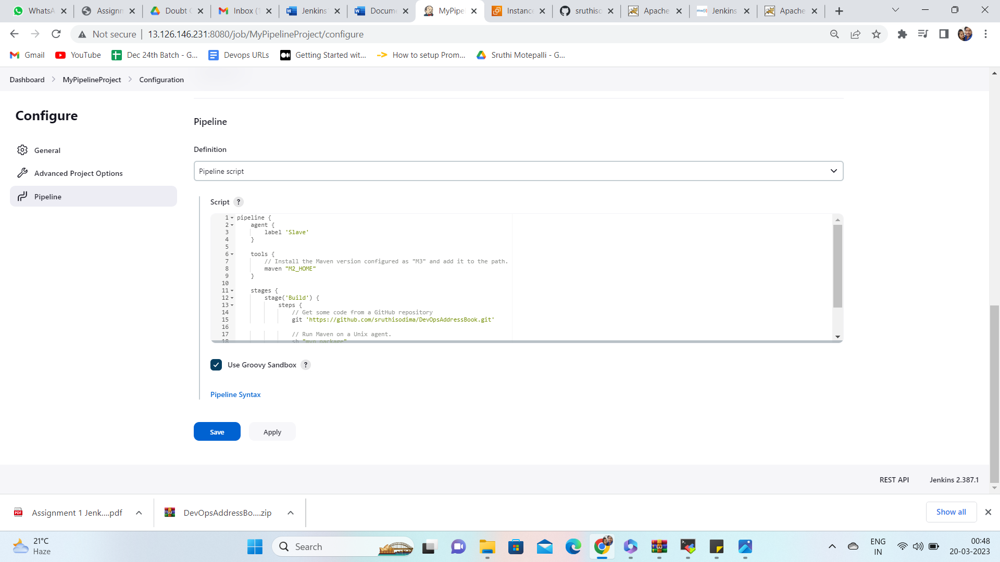 WhatsA
Assignm
Doubt C
Inbox (1
Jenkins
Docume
MyPipe
Instance
sruthiso
Apache
Jenkins
Apache
Not secure | 13.126.146.231:8080/job/MyPipelineProject/configure
Gmail
YouTube
Dec 24th Batch - G...
Devops URLs
Getting Started wit...
How to setup Prom...
Sruthi Motepalli - G...
Dashboard > MyPipelineProject > Configuration
Configure
General
Advanced Project Options
Pipeline
Pipeline
Definition
Pipeline script
Script ?
1 pipeline {
2 agent {
3 label 'Slave'
4 }
5
6 tools {
7 // Install the Maven version configured as "M3" and add it to the path.
8 maven "M2_HOME"
9 }
10
11 stages {
12 stage('Build') {
13 steps {
14 // Get some code from a GitHub repository
15 git 'https://github.com/sruthisodima/DevOpsAddressBook.git'
16
17 // Run Maven on a Unix agent.
18 sh "mvn package"
Use Groovy Sandbox ?
Pipeline Syntax
Save
Apply
REST API
Jenkins 2.387.1
Assignment 1 Jenk....pdf
DevOpsAddressBo....zip
Show all
21°C
Haze
Search
ENG
IN
00:48
20-03-2023